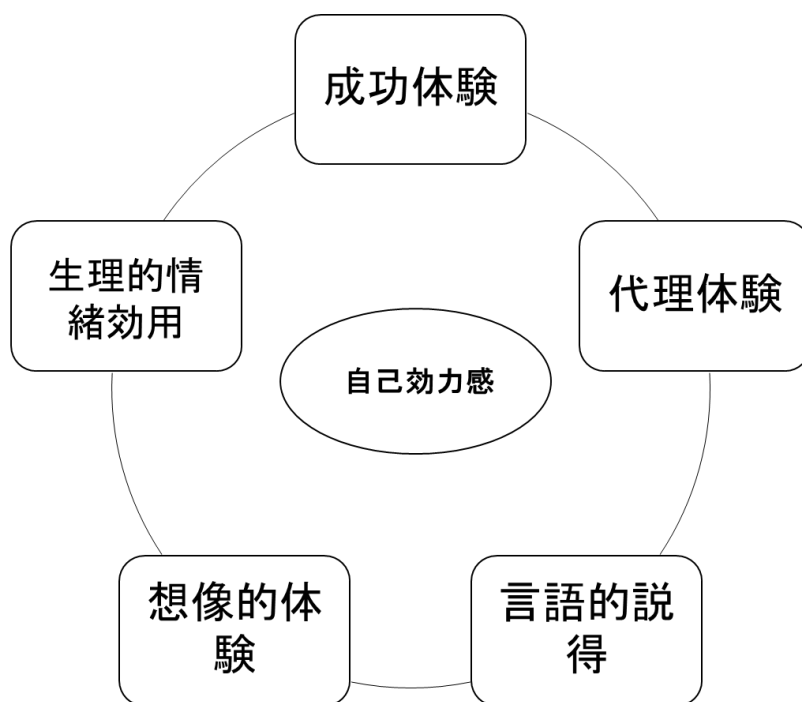 成功体験
代理体験
言語的説
得
想像的体
験
生理的情
緒効用
自己効力感